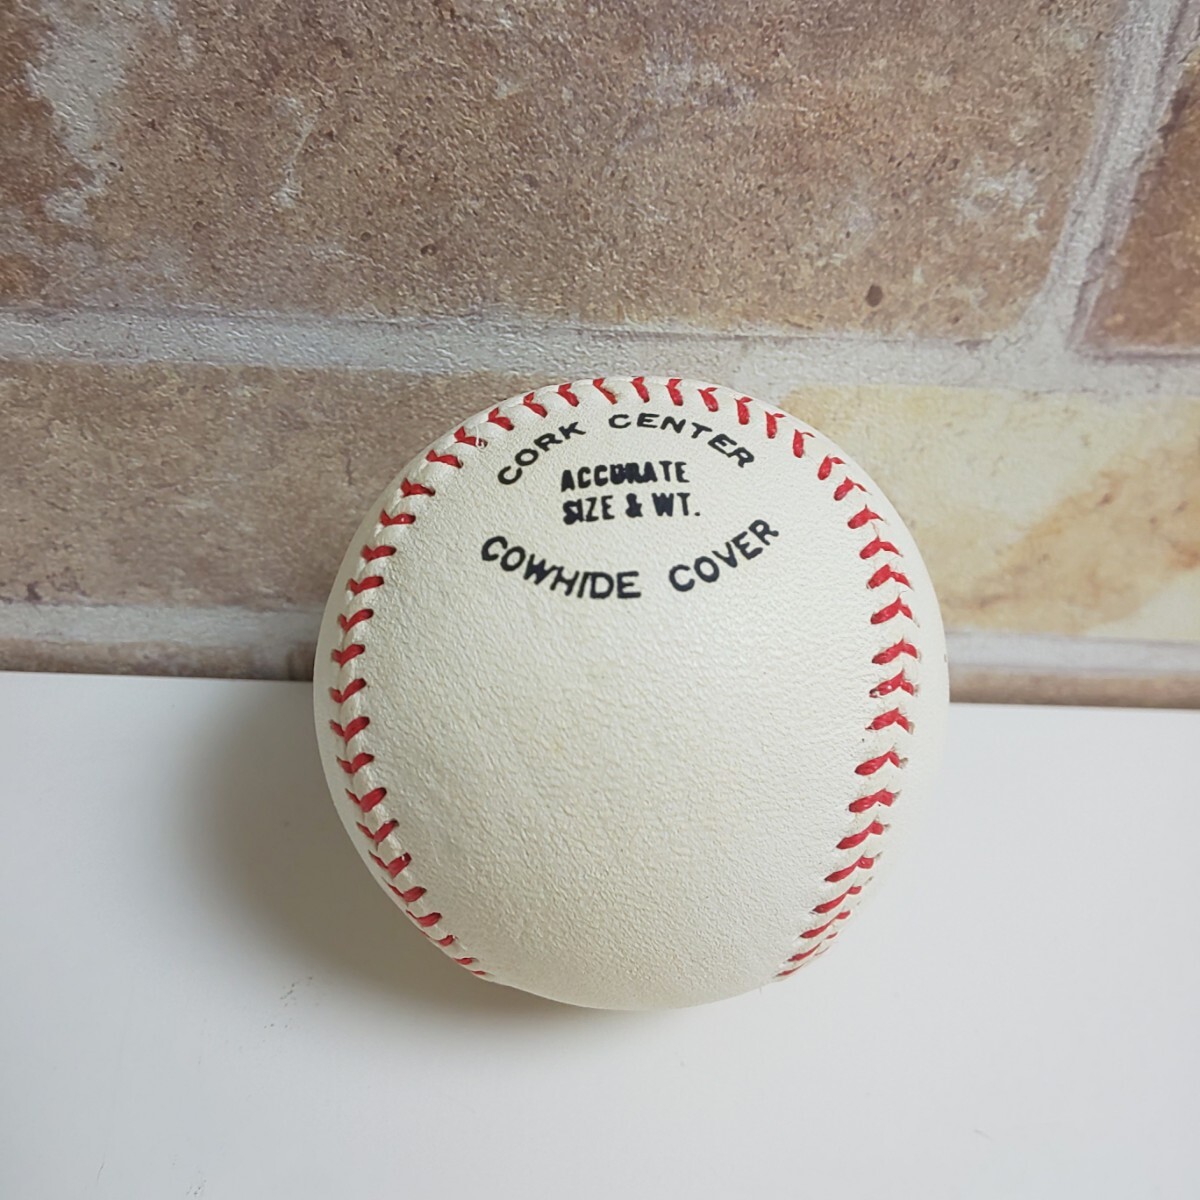 CORK CENTER
ACCURATE
SIZE & WT.
COWHIDE COVER